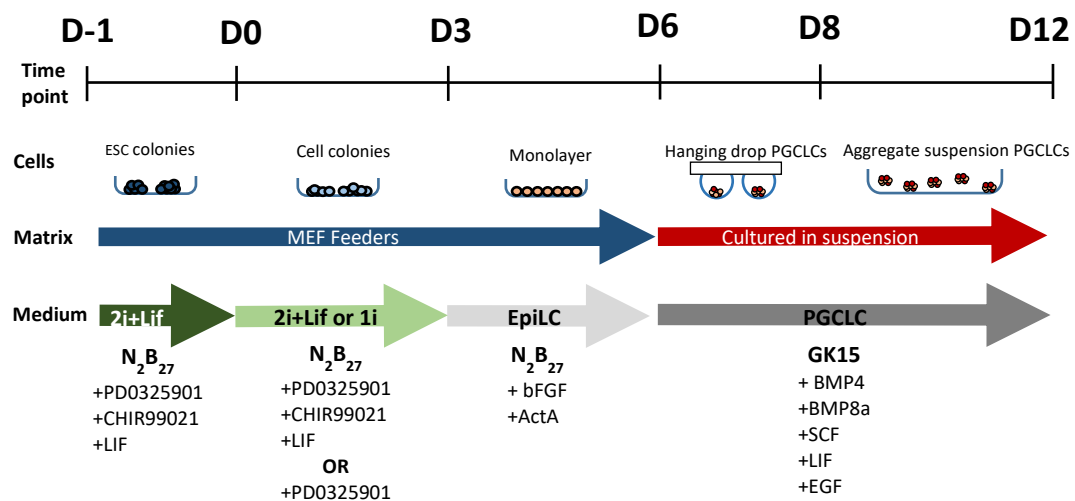 D-1 D0 D3 D6 D8 D12
Time
point
Cells
ESC colonies
Cell colonies
Monolayer
Hanging drop PGCLCs
Aggregate suspension PGCLCs
Matrix
MEF Feeders
Cultured in suspension
Medium
2i+Lif
2i+Lif or 1i
EpiLC
PGCLC
N₂B₂₇
+PD0325901
+CHIR99021
+LIF
N₂B₂₇
+PD0325901
+CHIR99021
+LIF
OR
+PD0325901
N₂B₂₇
+ bFGF
+ActA
GK15
+ BMP4
+BMP8a
+SCF
+LIF
+EGF